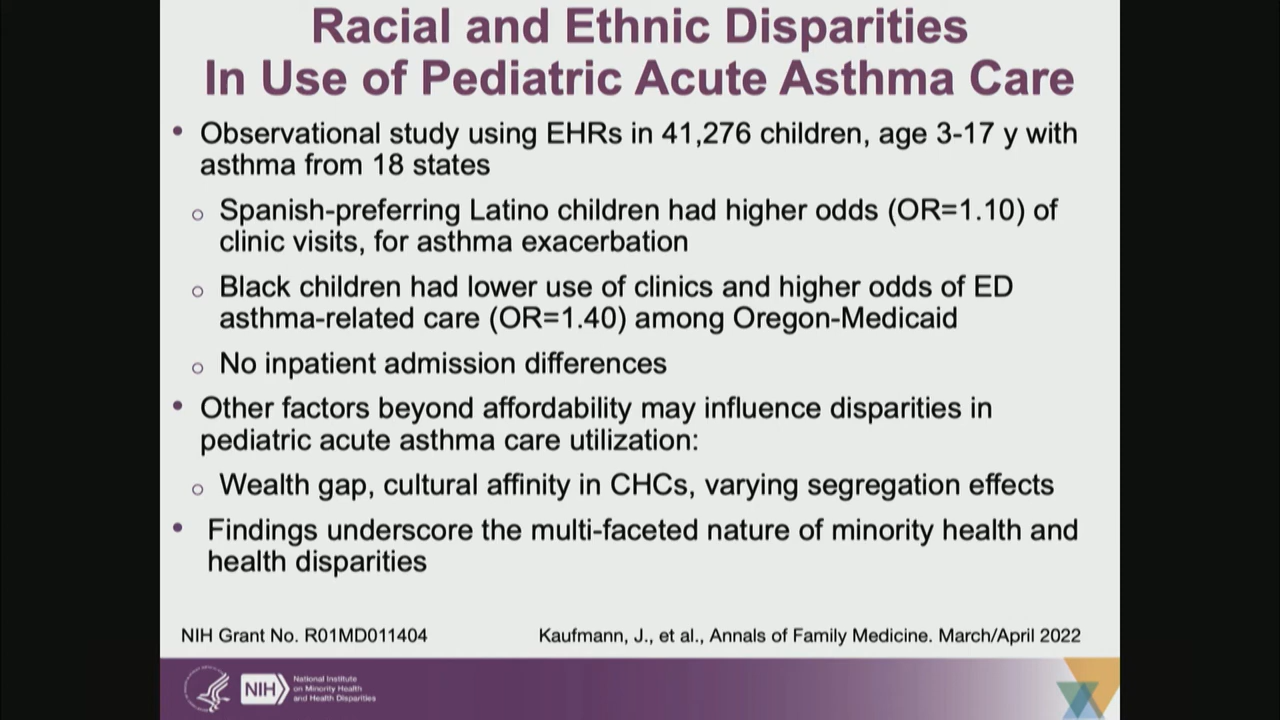 Racial and Ethnic Disparities
In Use of Pediatric Acute Asthma Care
• Observational study using EHRs in 41,276 children, age 3-17 y with
asthma from 18 states
○ Spanish-preferring Latino children had higher odds (OR=1.10) of
clinic visits, for asthma exacerbation
○ Black children had lower use of clinics and higher odds of ED
asthma-related care (OR=1.40) among Oregon-Medicaid
○ No inpatient admission differences
• Other factors beyond affordability may influence disparities in
pediatric acute asthma care utilization:
○ Wealth gap, cultural affinity in CHCs, varying segregation effects
• Findings underscore the multi-faceted nature of minority health and
health disparities
NIH Grant No. R01MD011404
Kaufmann, J., et al., Annals of Family Medicine. March/April 2022
NIH
National Institute
on Minority Health
and Health Disparities